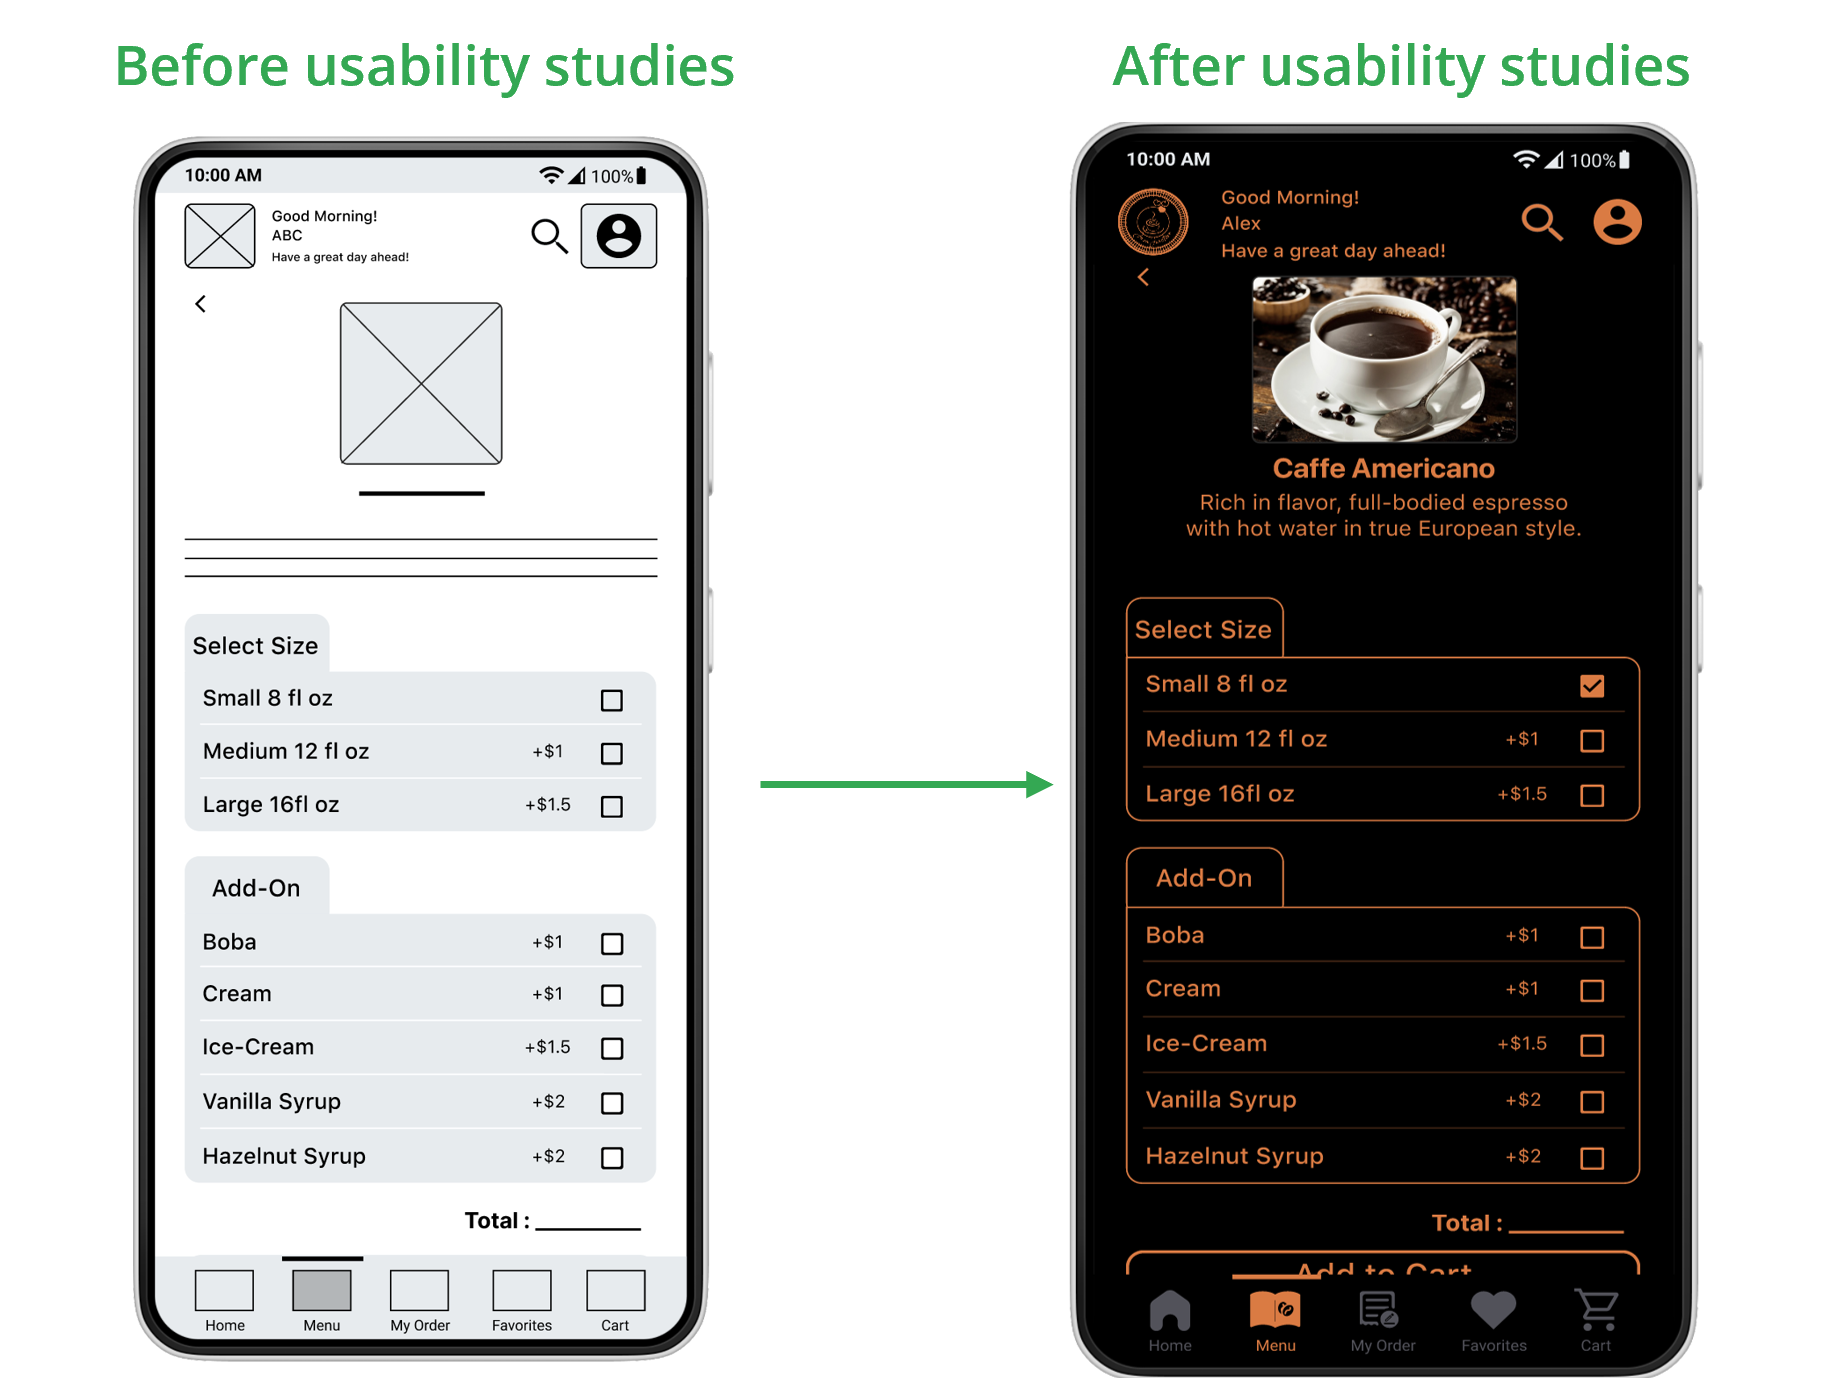 Before usability studies
After usability studies
10:00 AM
100%
Good Morning!
ABC
Have a great day ahead!
Select Size
Small 8 fl oz
Medium 12 fl oz +$1
Large 16fl oz +$1.5
Add-On
Boba +$1
Cream +$1
Ice-Cream +$1.5
Vanilla Syrup +$2
Hazelnut Syrup +$2
Total :
Home Menu My Order Favorites Cart
10:00 AM
100%
Good Morning!
Alex
Have a great day ahead!
Caffe Americano
Rich in flavor, full-bodied espresso
with hot water in true European style.
Select Size
Small 8 fl oz
Medium 12 fl oz +$1
Large 16fl oz +$1.5
Add-On
Boba +$1
Cream +$1
Ice-Cream +$1.5
Vanilla Syrup +$2
Hazelnut Syrup +$2
Total :
Add to Cart
Home Menu My Order Favorites Cart